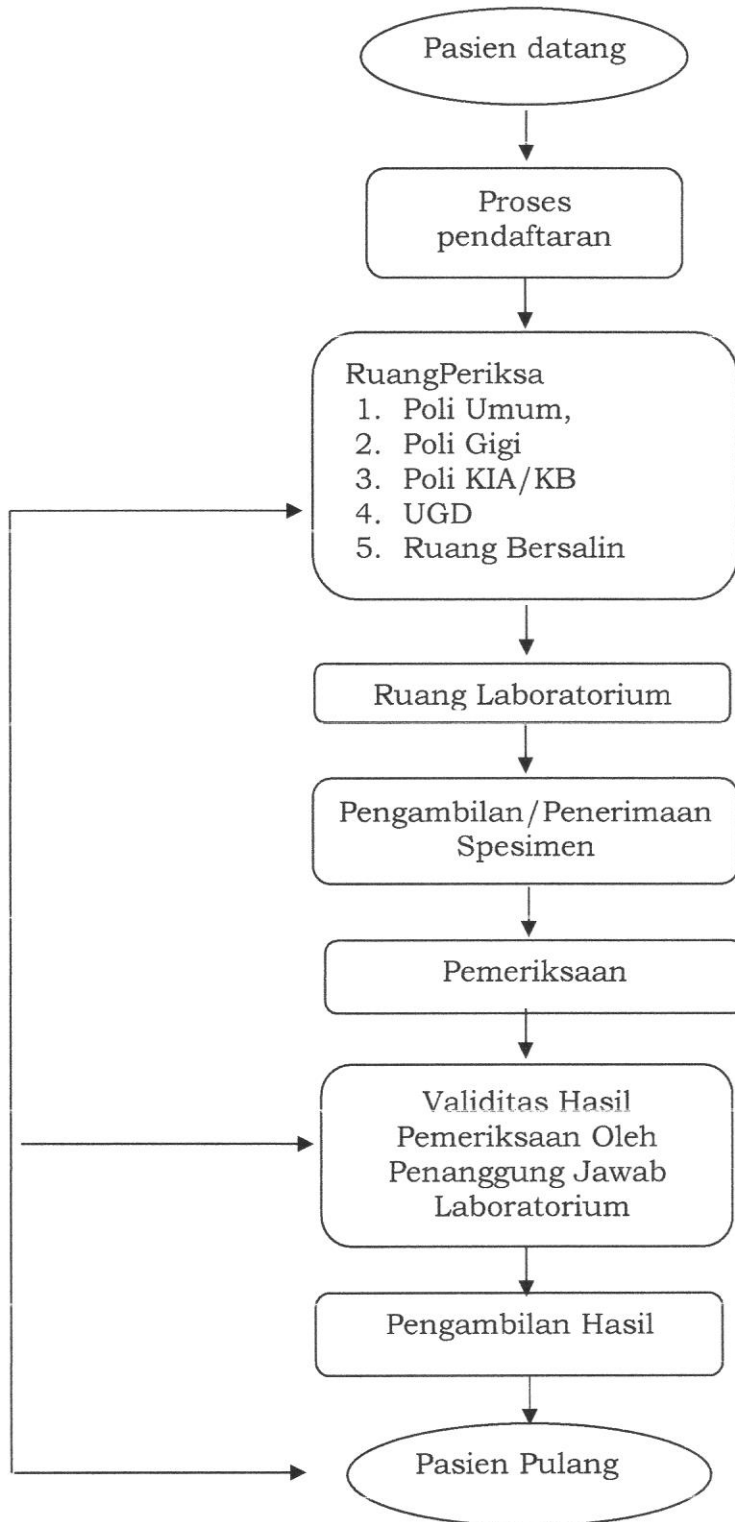 Pasien datang
Proses
pendaftaran
RuangPeriksa
1. Poli Umum,
2. Poli Gigi
3. Poli KIA/KB
4. UGD
5. Ruang Bersalin
Ruang Laboratorium
Pengambilan/Penerimaan
Spesimen
Pemeriksaan
Validitas Hasil
Pemeriksaan Oleh
Penanggung Jawab
Laboratorium
Pengambilan Hasil
Pasien Pulang